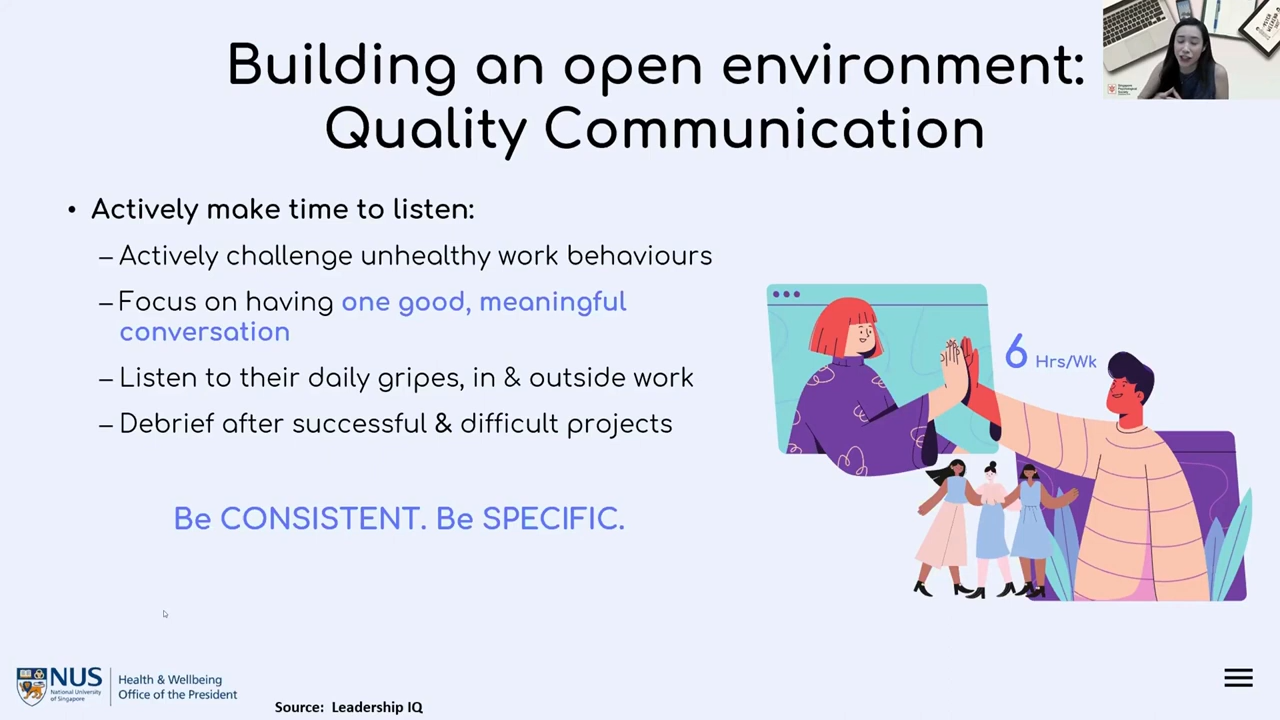 Building an open environment:
Quality Communication
• Actively make time to listen:
– Actively challenge unhealthy work behaviours
– Focus on having one good, meaningful
conversation
– Listen to their daily gripes, in & outside work
– Debrief after successful & difficult projects
6 Hrs/Wk
Be CONSISTENT. Be SPECIFIC.
NUS
National University
of Singapore
Health & Wellbeing
Office of the President
Source: Leadership IQ
Singapore
Psychological
Society